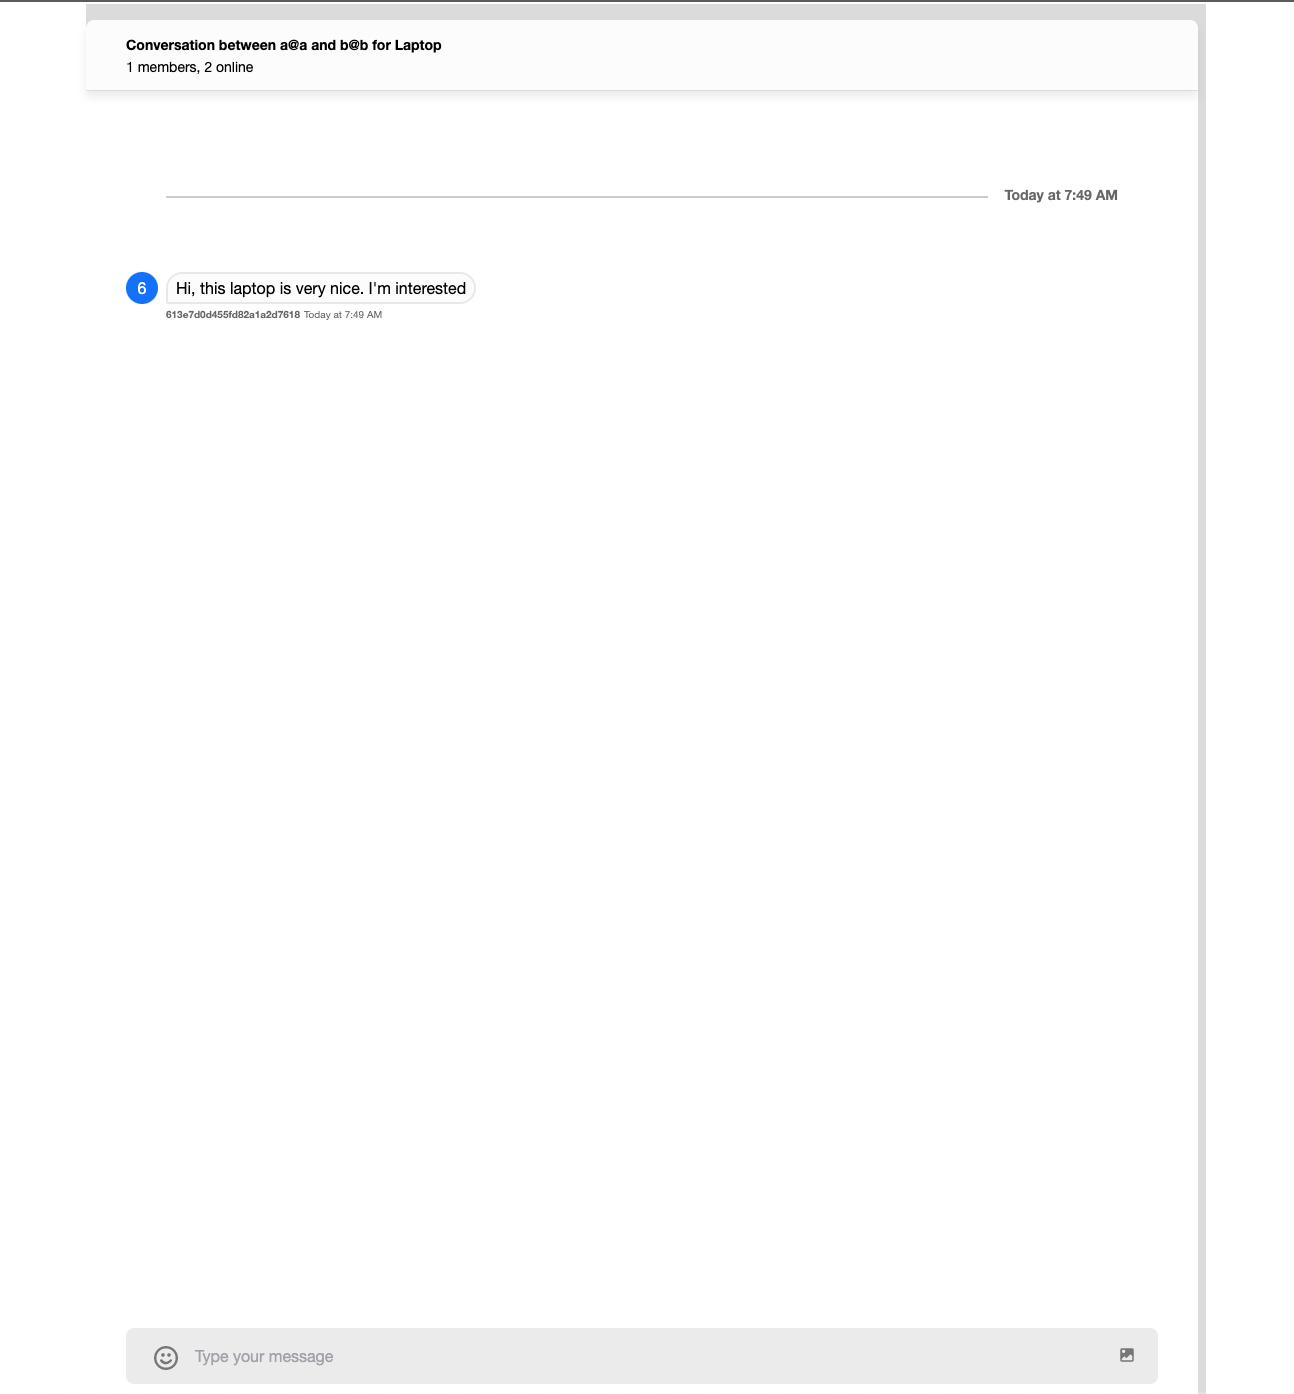 Conversation between a@a and b@b for Laptop
1 members, 2 online
Today at 7:49 AM
6
Hi, this laptop is very nice. I'm interested
613e7d0d455fd82a1a2d7618 Today at 7:49 AM
Type your message